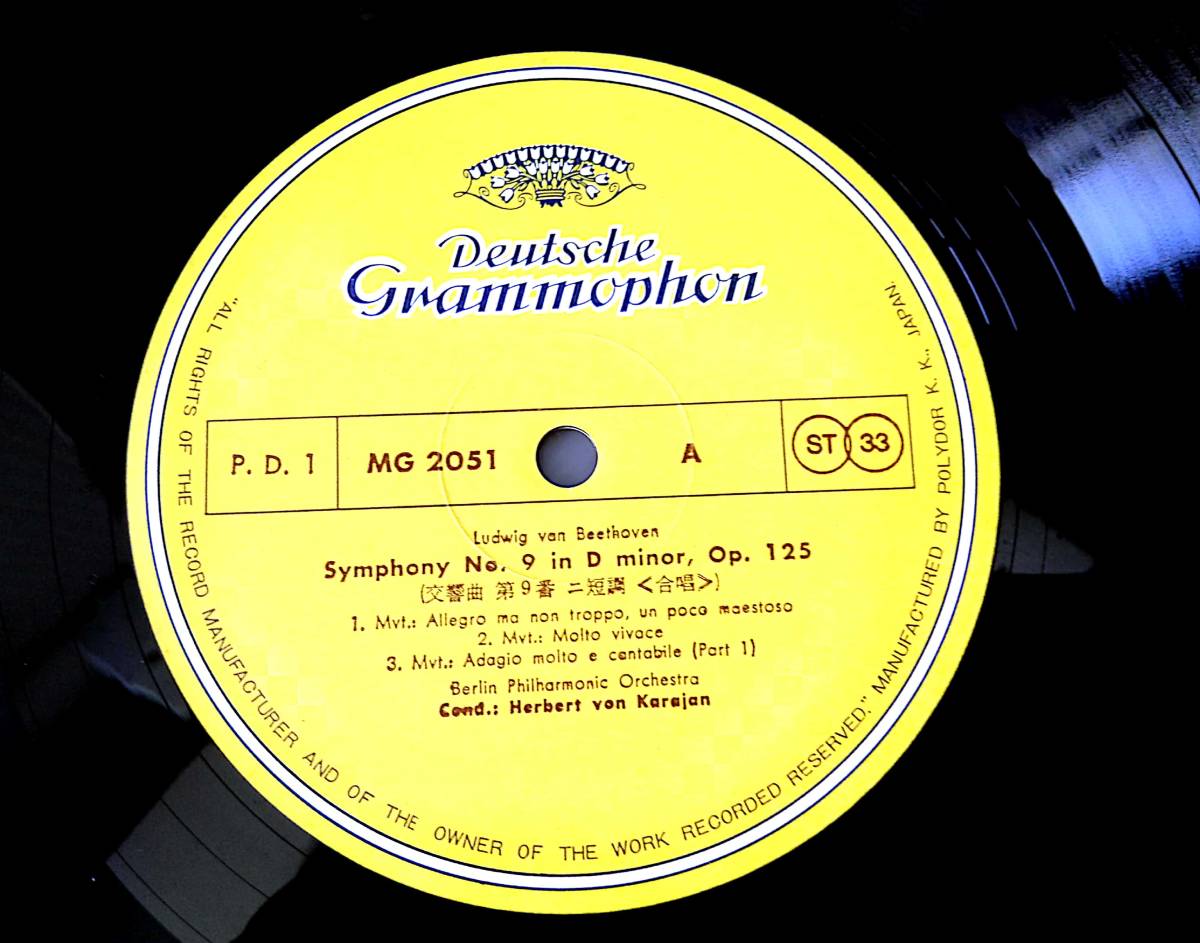 Deutsche
Grammophon
P. D. 1 MG 2051 A ST 33
Ludwig van Beethoven
Symphony No. 9 in D minor, Op. 125
(交響曲 第9番 ニ短調 <合唱>)
1. Mvt.: Allegro ma non troppo, un poco maestoso
2. Mvt.: Molto vivace
3. Mvt.: Adagio molto e cantabile (Part 1)
Berlin Philharmonic Orchestra
Cond.: Herbert von Karajan
"ALL RIGHTS OF THE RECORD MANUFACTURER AND OF THE OWNER OF THE WORK RECORDED RESERVED." MANUFACTURED BY POLYDOR K. K., JAPAN.